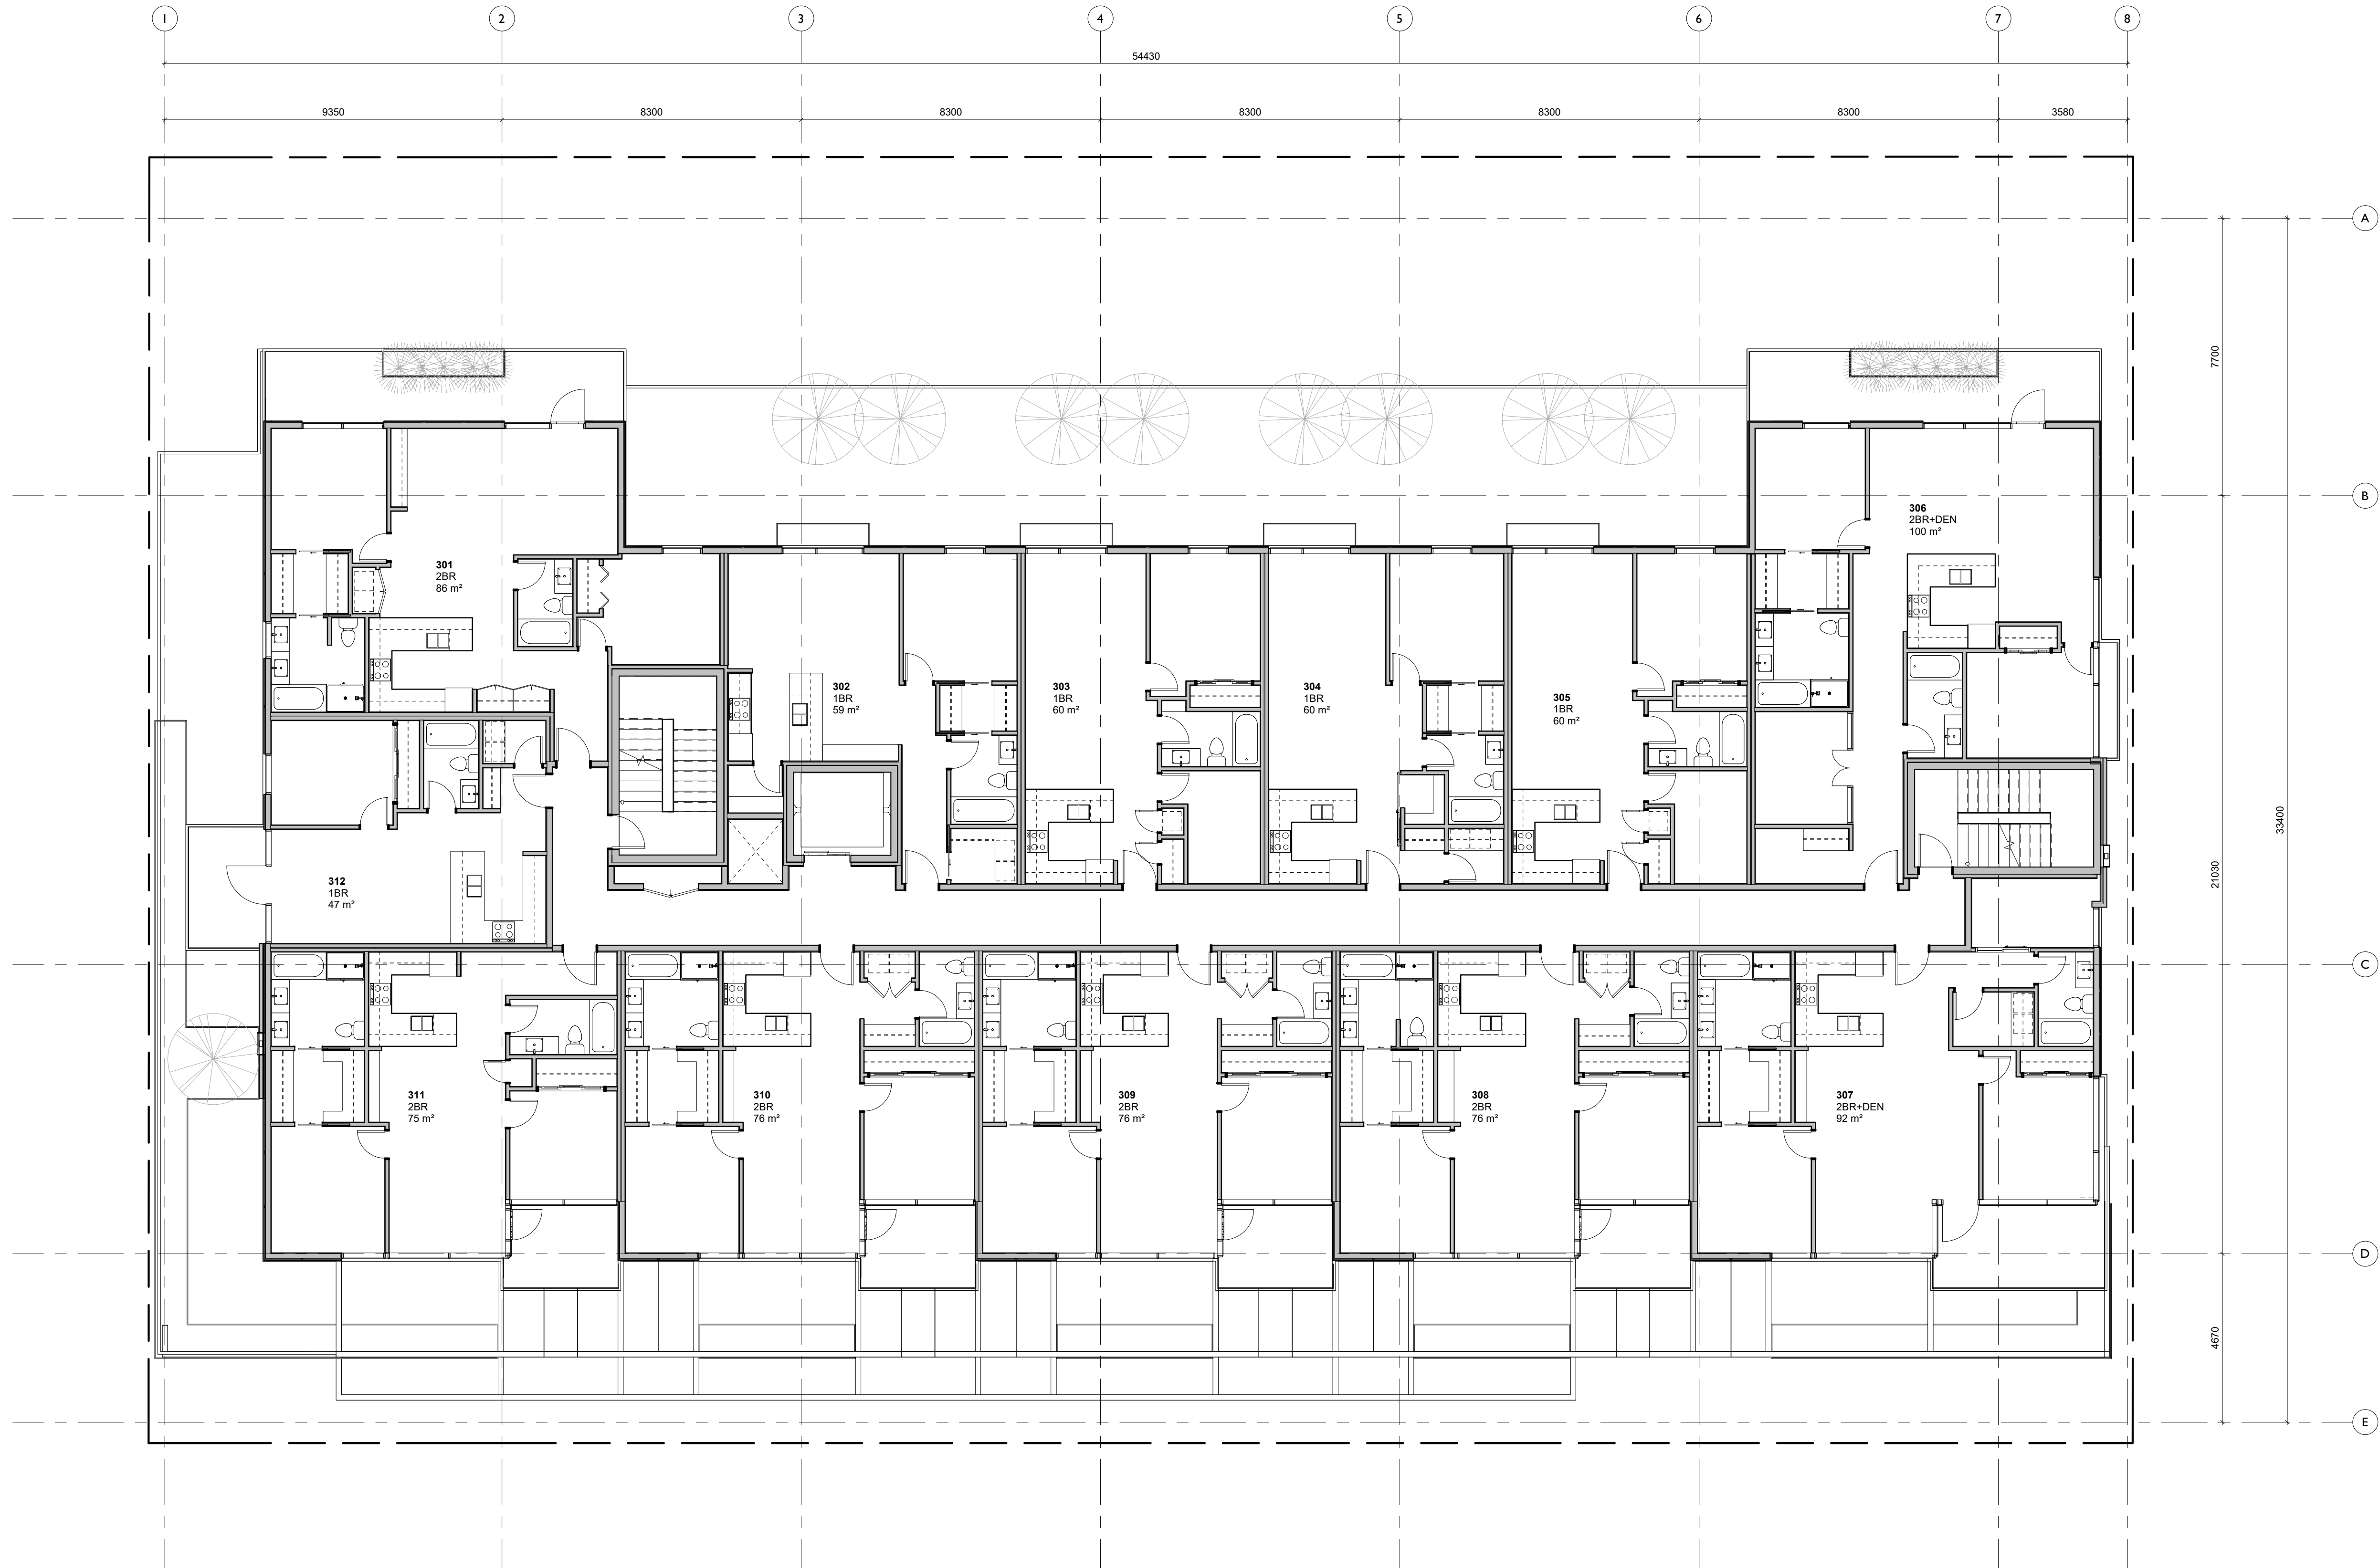 1 2 3 4 5 6 7 8
54430
9350 8300 8300 8300 8300 8300 3580
A
7700
B
306
2BR+DEN
100 m²
301
2BR
86 m²
302
1BR
59 m²
303
1BR
60 m²
304
1BR
60 m²
305
1BR
60 m²
33400
21030
312
1BR
47 m²
C
311
2BR
75 m²
310
2BR
76 m²
309
2BR
76 m²
308
2BR
76 m²
307
2BR+DEN
92 m²
D
4670
E